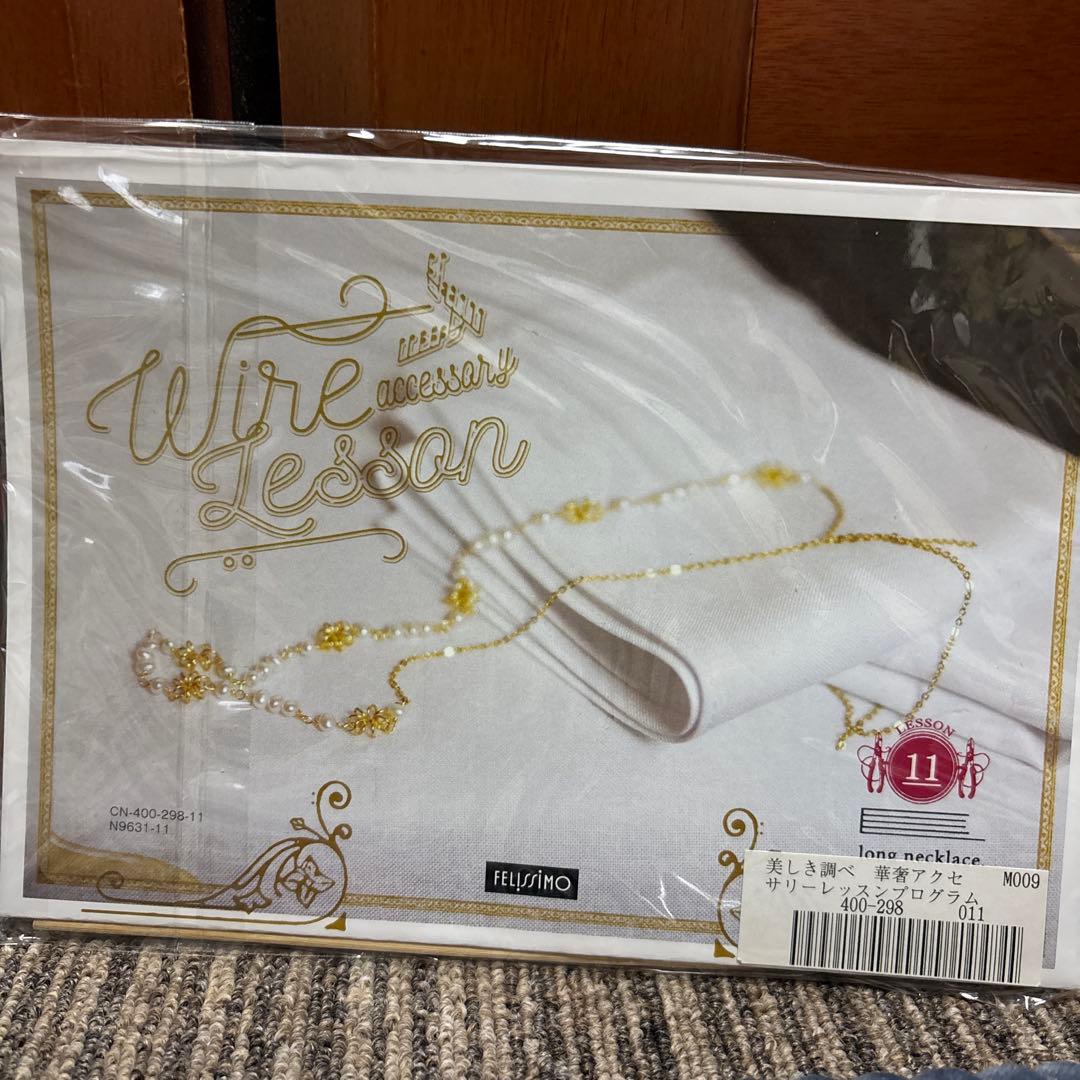 Wire
accessory
Lesson
CN-400-298-11
N9631-11
FELISSIMO
LESSON
11
long necklace.
美しき調べ 華奢アクセ M009
サリーレッスンプログラム
400-298 011